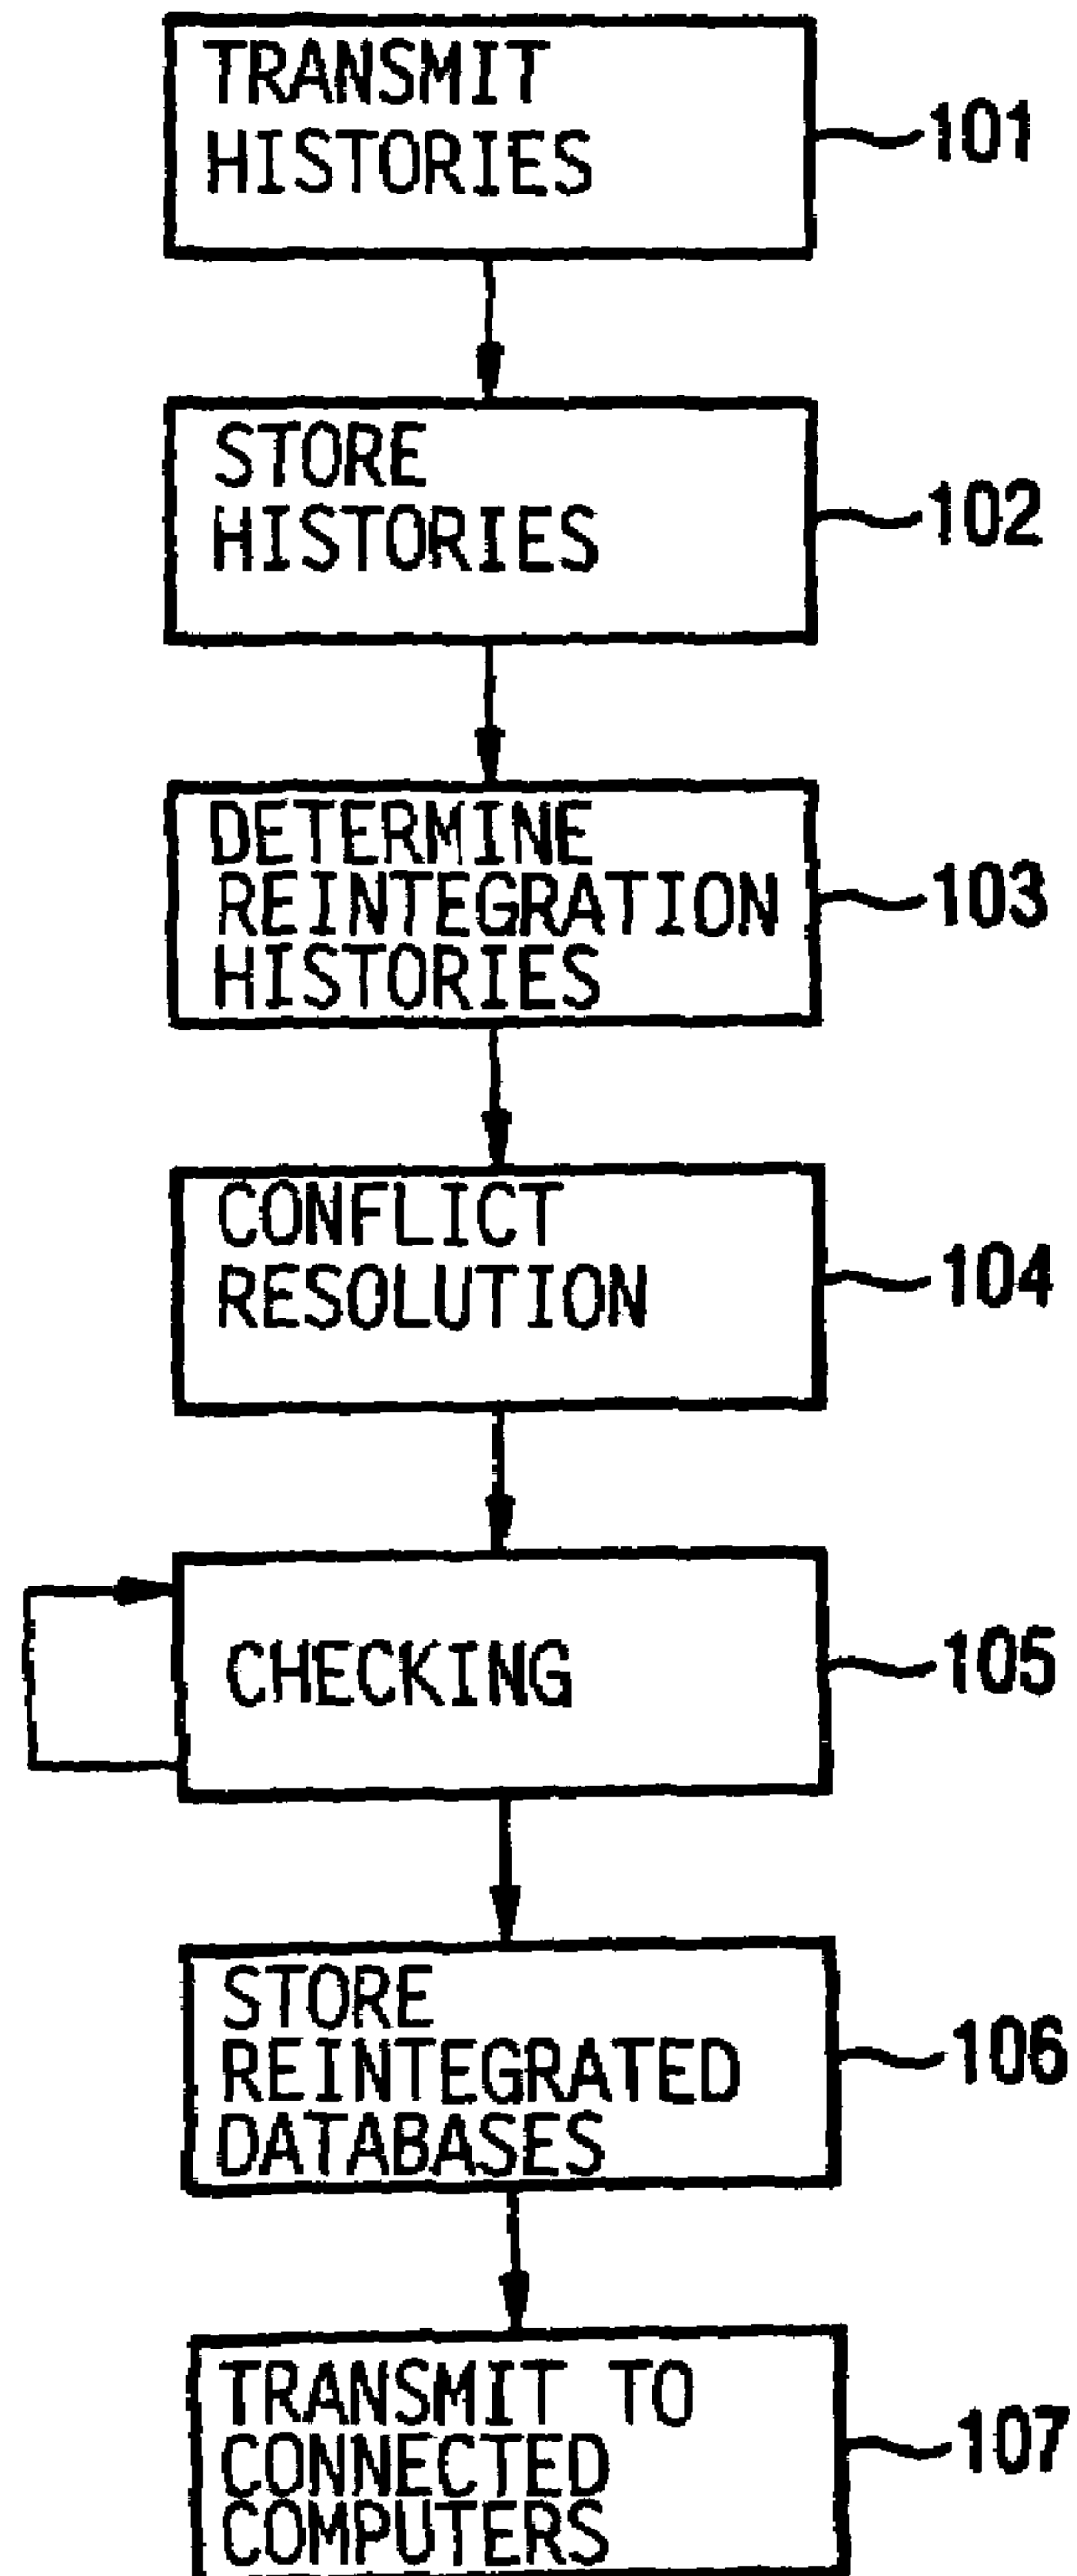 TRANSMIT
HISTORIES
101
STORE
HISTORIES
102
DETERMINE
REINTEGRATION
HISTORIES
103
CONFLICT
RESOLUTION
104
CHECKING
105
STORE
REINTEGRATED
DATABASES
106
TRANSMIT TO
CONNECTED
COMPUTERS
107